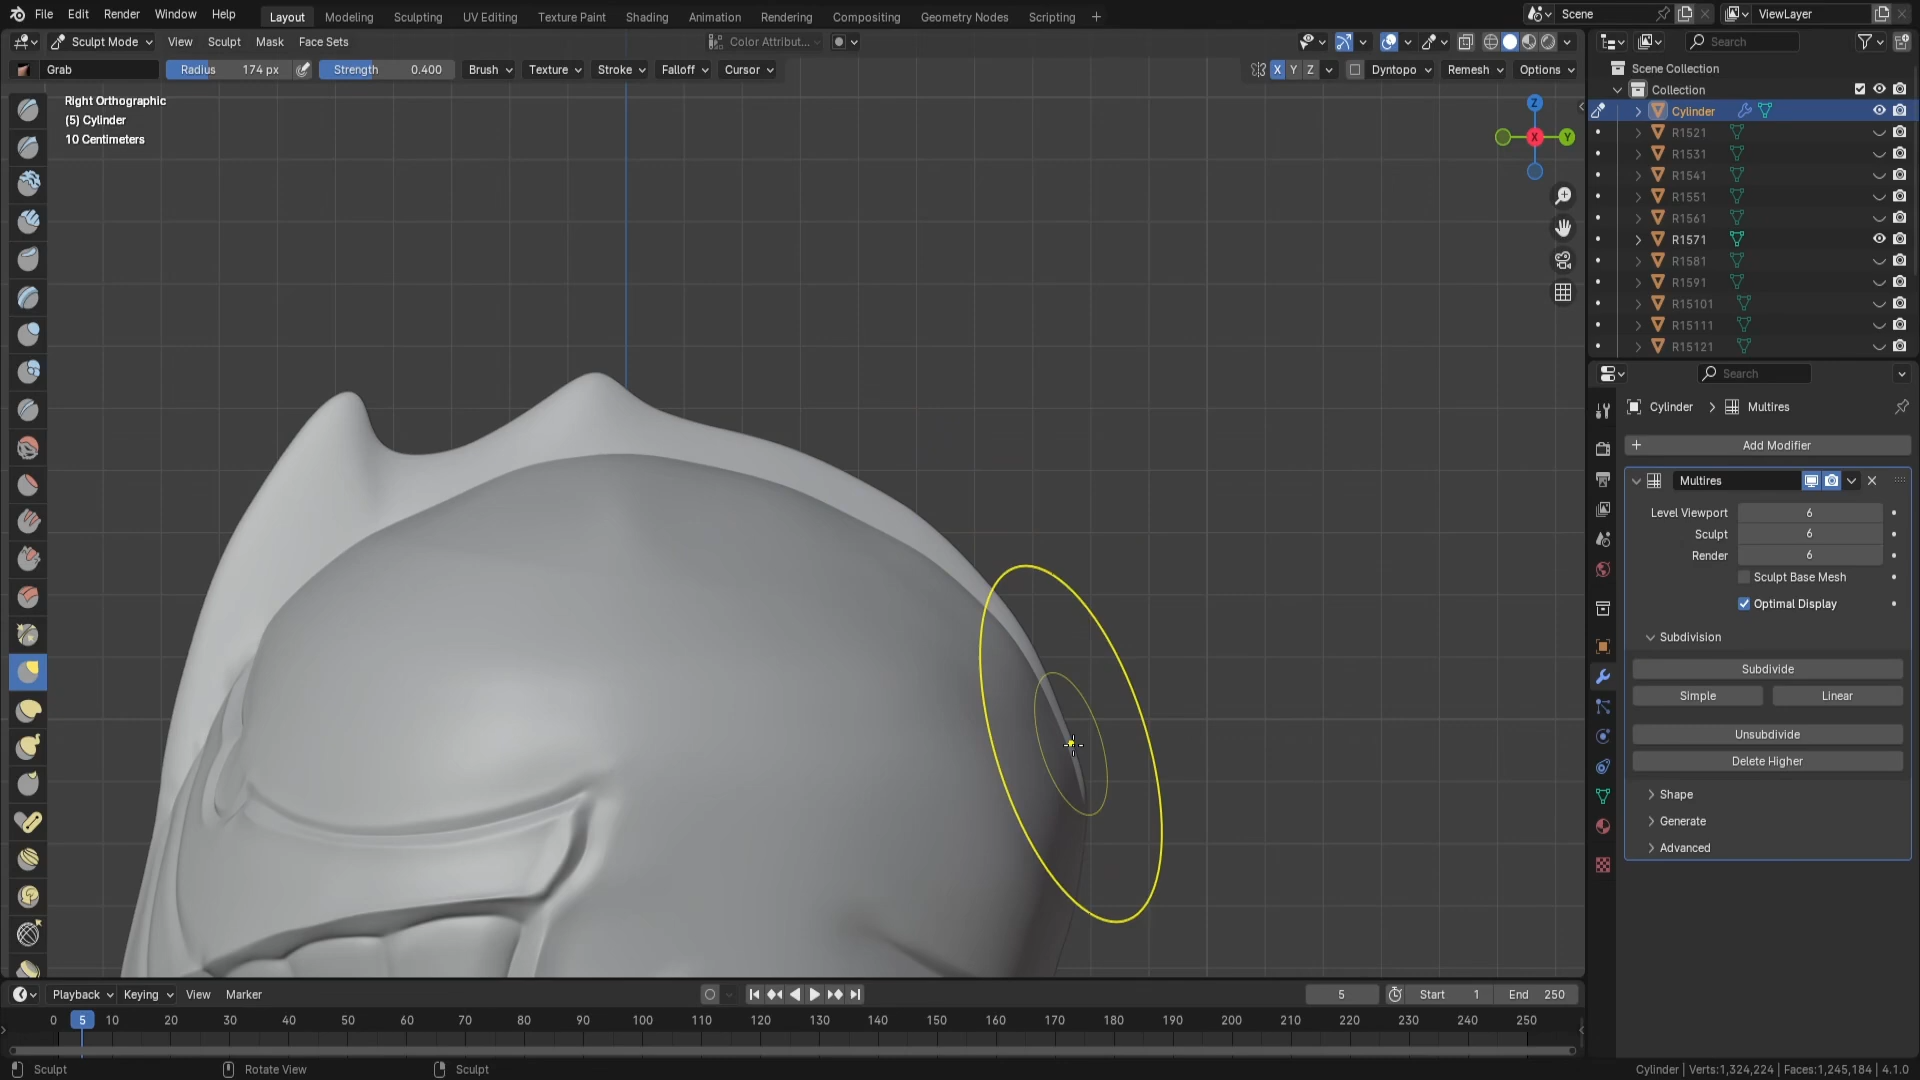 File Edit Render Window Help
Layout Modeling Sculpting UV Editing Texture Paint Shading Animation Rendering Compositing Geometry Nodes Scripting +
Scene
ViewLayer
Sculpt Mode View Sculpt Mask Face Sets
Color Attribut...
Search
Grab
Radius 174 px
Strength 0.400
Brush Texture Stroke Falloff Cursor
X Y Z
Dyntopo Remesh Options
Scene Collection
Collection
Cylinder
R1521
R1531
R1541
R1551
R1561
R1571
R1581
R1591
R15101
R15111
R15121
Right Orthographic
(5) Cylinder
10 Centimeters
Z
X
Y
Search
Cylinder > Multires
+ Add Modifier
Multires
Level Viewport 6
Sculpt 6
Render 6
Sculpt Base Mesh
Optimal Display
Subdivision
Subdivide
Simple Linear
Unsubdivide
Delete Higher
Shape
Generate
Advanced
Playback Keying View Marker
5
Start 1
End 250
0 5 10 20 30 40 50 60 70 80 90 100 110 120 130 140 150 160 170 180 190 200 210 220 230 240 250
Sculpt
Rotate View
Sculpt
Cylinder | Verts:1,324,224 | Faces:1,245,184 | 4.1.0